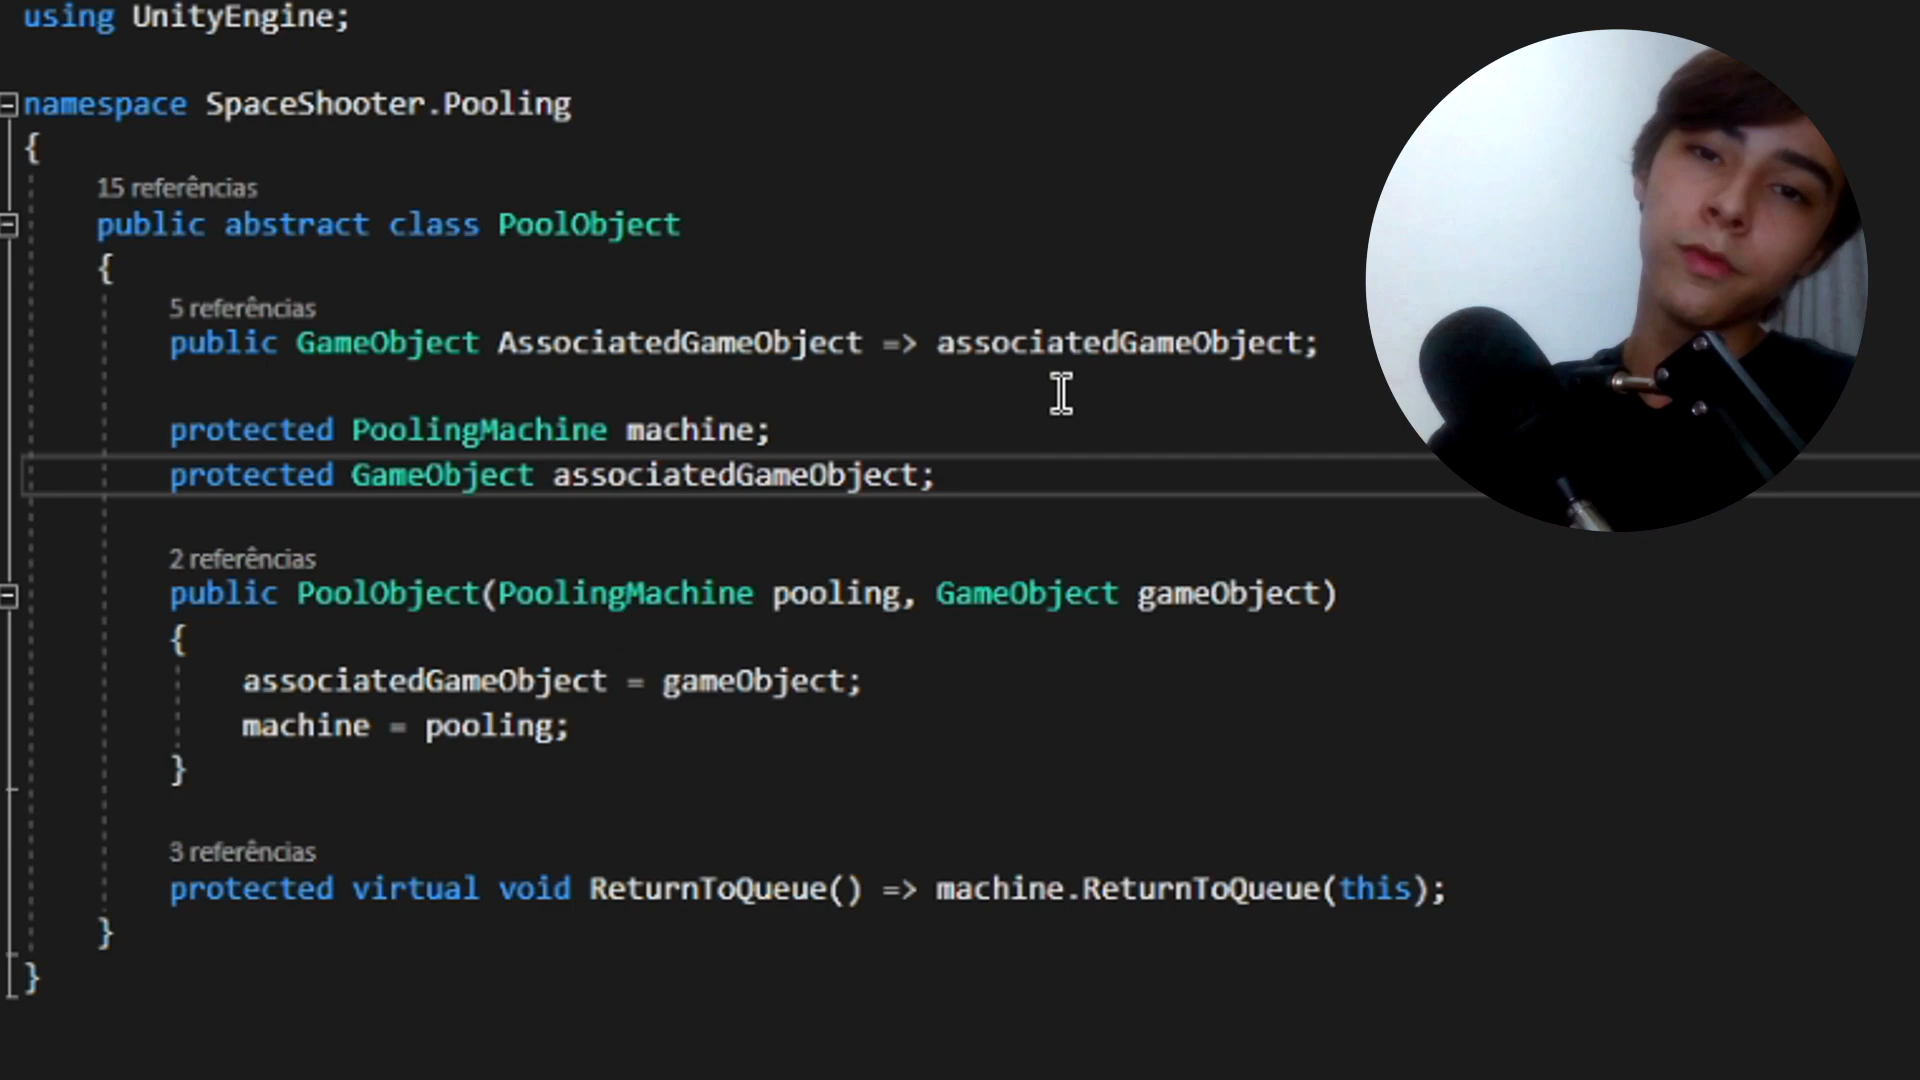 using UnityEngine;
namespace SpaceShooter.Pooling
{
15 referências
public abstract class PoolObject
{
5 referências
public GameObject AssociatedGameObject => associatedGameObject;
protected PoolingMachine machine;
protected GameObject associatedGameObject;
2 referências
public PoolObject(PoolingMachine pooling, GameObject gameObject)
{
associatedGameObject = gameObject;
machine = pooling;
}
3 referências
protected virtual void ReturnToQueue() => machine.ReturnToQueue(this);
}
}